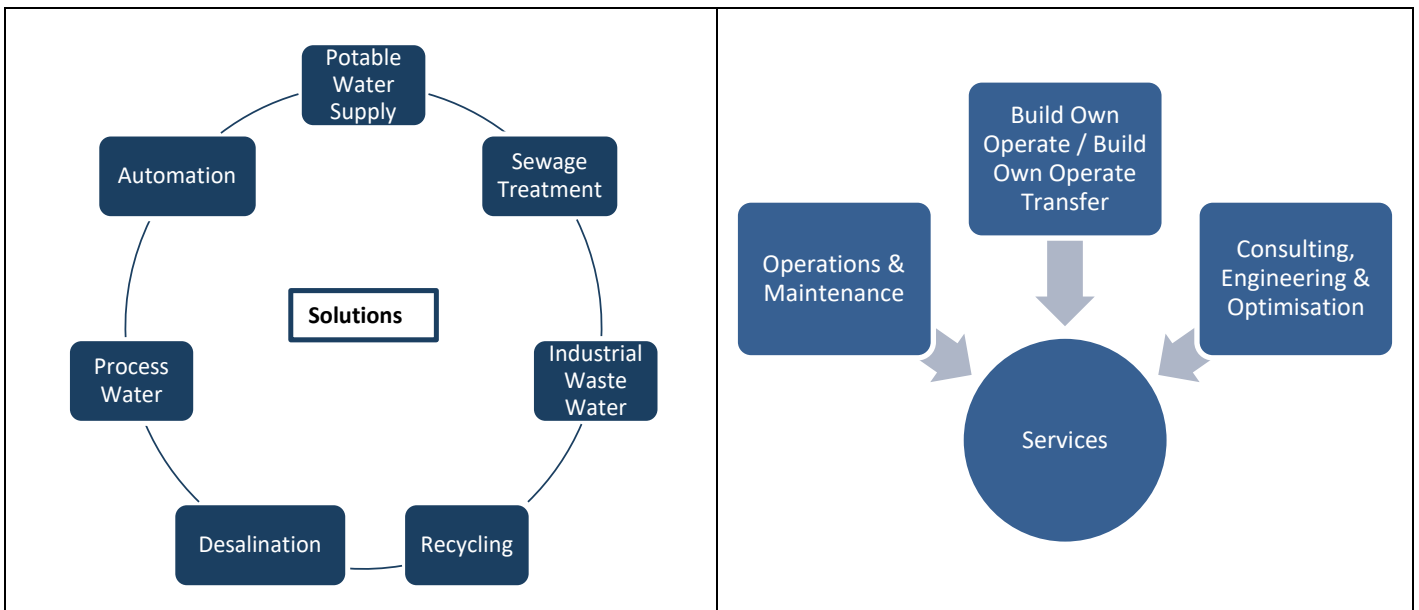 Potable
Water
Supply
Sewage
Treatment
Industrial
Waste
Water
Recycling
Desalination
Process
Water
Automation
Solutions
Build Own
Operate / Build
Own Operate
Transfer
Operations &
Maintenance
Consulting,
Engineering &
Optimisation
Services